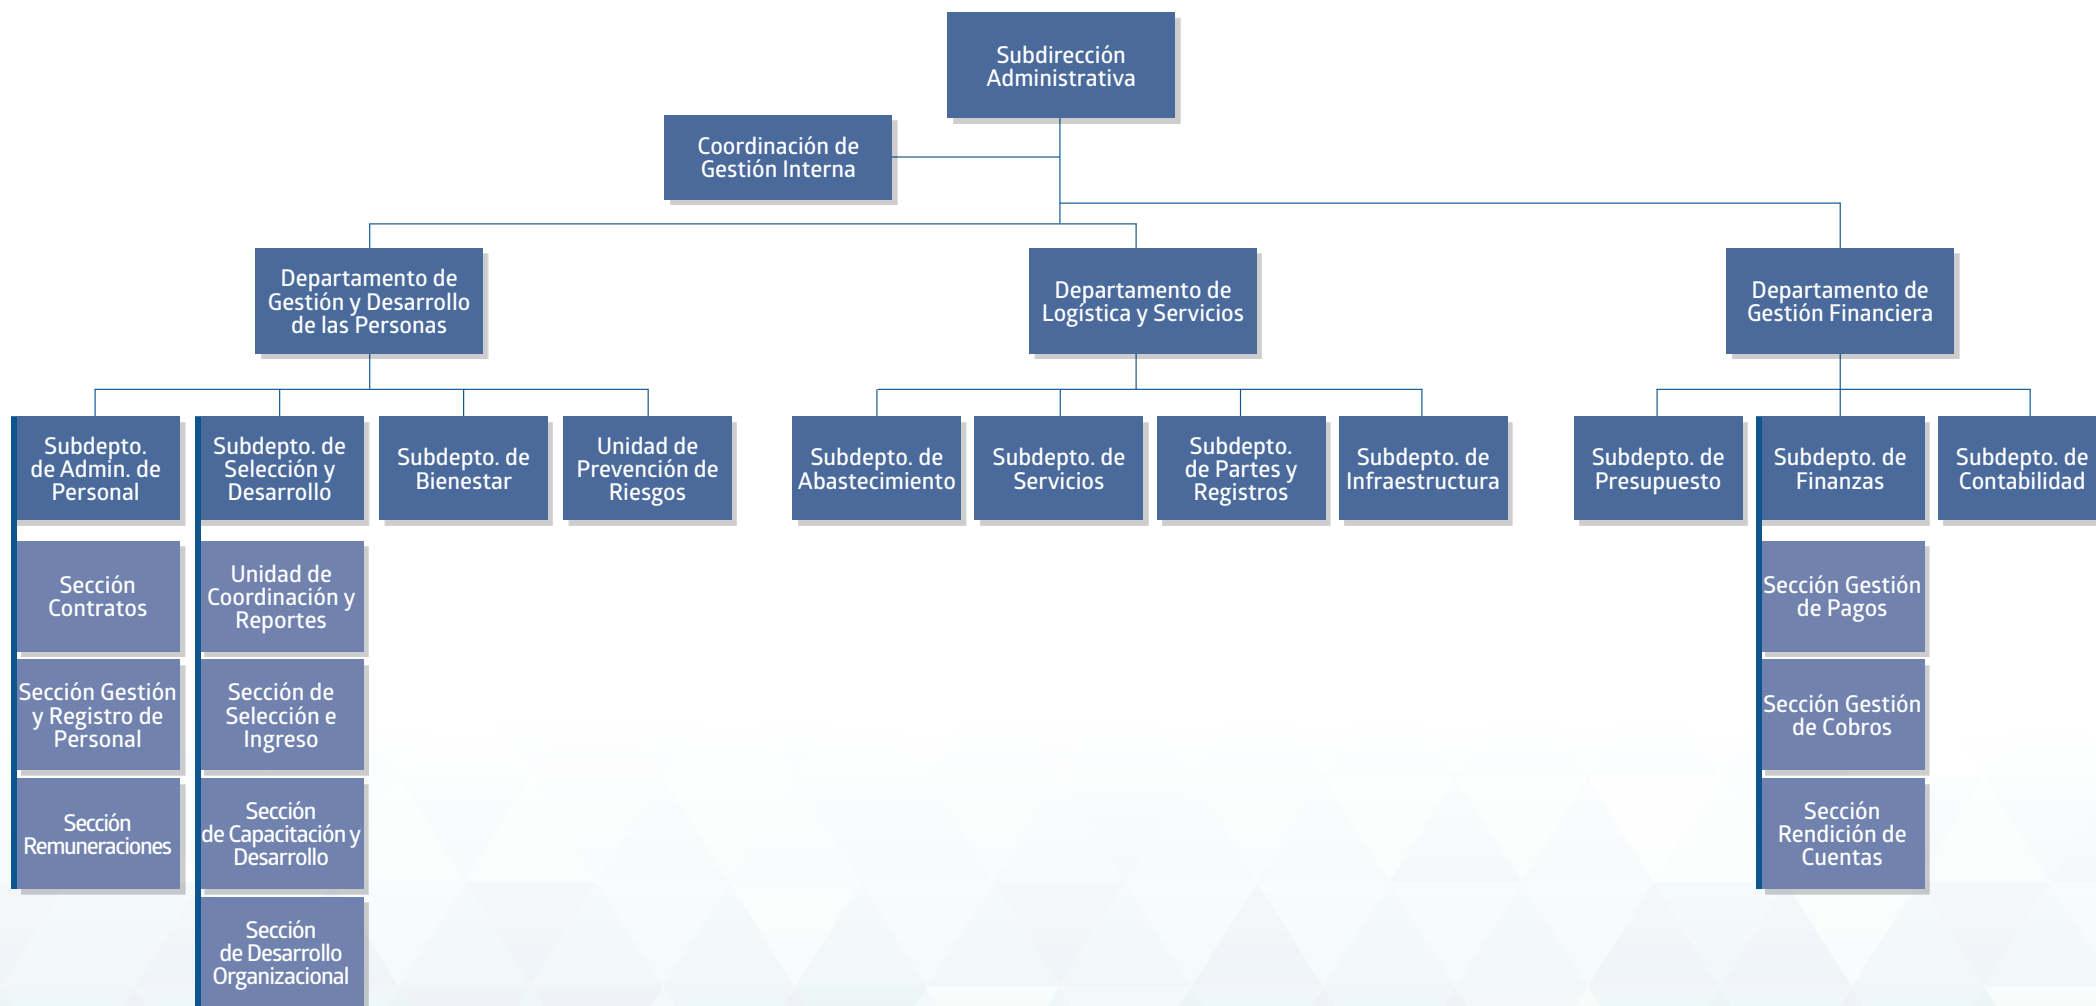 Subdirección
Administrativa
Coordinación de
Gestión Interna
Departamento de
Gestión y Desarrollo
de las Personas
Departamento de
Logística y Servicios
Departamento de
Gestión Financiera
Subdepto.
de Admin. de
Personal
Subdepto. de
Selección y
Desarrollo
Subdepto. de
Bienestar
Unidad de
Prevención de
Riesgos
Subdepto. de
Abastecimiento
Subdepto. de
Servicios
Subdepto.
de Partes y
Registros
Subdepto. de
Infraestructura
Subdepto. de
Presupuesto
Subdepto. de
Finanzas
Subdepto. de
Contabilidad
Sección
Contratos
Unidad de
Coordinación y
Reportes
Sección Gestión
de Pagos
Sección Gestión
y Registro de
Personal
Sección de
Selección e
Ingreso
Sección Gestión
de Cobros
Sección
Remuneraciones
Sección
de Capacitación y
Desarrollo
Sección
Rendición de
Cuentas
Sección
de Desarrollo
Organizacional